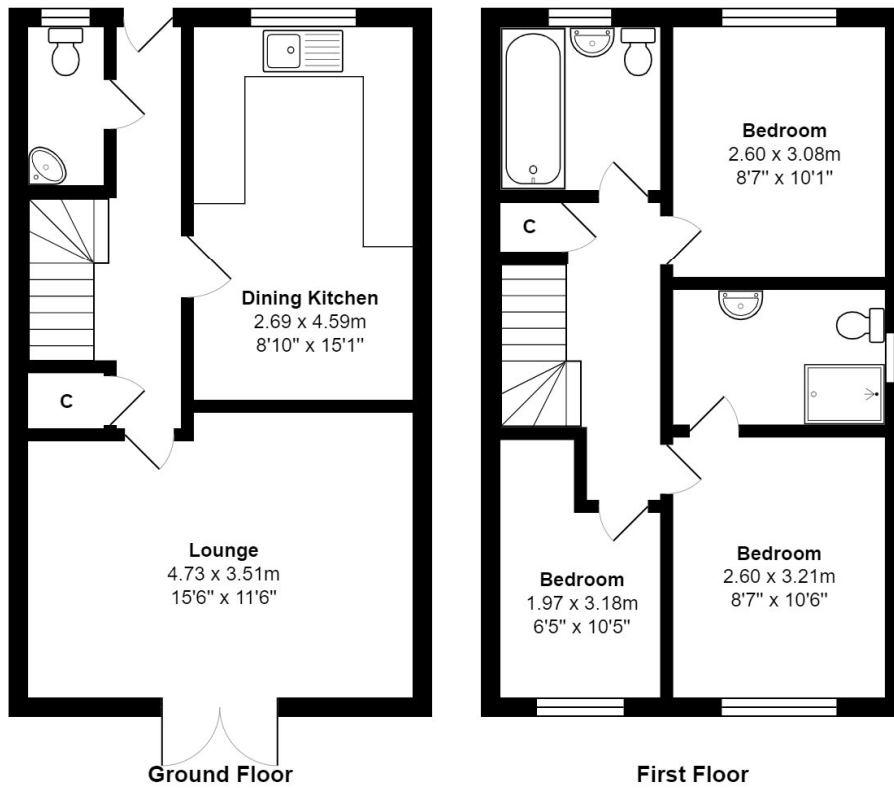 Dining Kitchen
2.69 x 4.59m
8'10" x 15'1"
C
Lounge
4.73 x 3.51m
15'6" x 11'6"
Ground Floor
Bedroom
2.60 x 3.08m
8'7" x 10'1"
C
Bedroom
1.97 x 3.18m
6'5" x 10'5"
Bedroom
2.60 x 3.21m
8'7" x 10'6"
First Floor